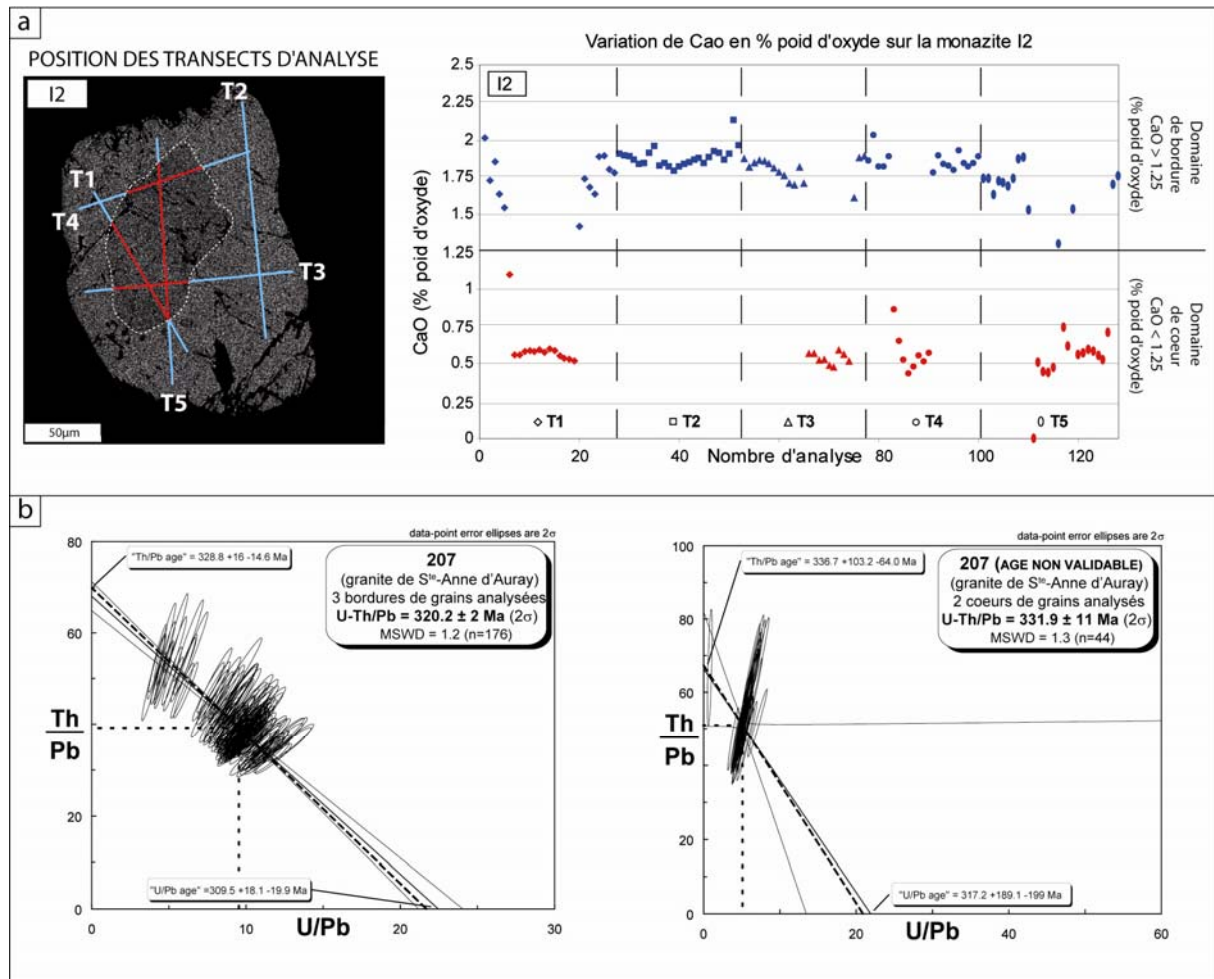 a
POSITION DES TRANSECTS D'ANALYSE
I2
T2
T1
T4
T3
T5
50µm
Variation de Cao en % poid d'oxyde sur la monazite I2
I2
CaO (% poid d'oxyde)
2.5
2.25
2
1.75
1.5
1.25
1
0.75
0.5
0.25
0
T1
T2
T3
T4
T5
0
20
40
Nombre d'analyse
80
100
120
Domaine
de bordure
CaO > 1.25
(% poid d'oxyde)
Domaine
de coeur
CaO < 1.25
(% poid d'oxyde)
b
data-point error ellipses are 2σ
80
60
Th
Pb
20
0
"Th/Pb age" = 328.8 +16 -14.6 Ma
207
(granite de Ste-Anne d'Auray)
3 bordures de grains analysées
U-Th/Pb = 320.2 ± 2 Ma (2σ)
MSWD = 1.2 (n=176)
"U/Pb age" =309.5 +18.1 -19.9 Ma
0
10
20
30
U/Pb
data-point error ellipses are 2σ
100
80
60
Th
Pb
20
0
"Th/Pb age" = 336.7 +103.2 -64.0 Ma
207 (AGE NON VALIDABLE)
(granite de Ste-Anne d'Auray)
2 coeurs de grains analysés
U-Th/Pb = 331.9 ± 11 Ma (2σ)
MSWD = 1.3 (n=44)
"U/Pb age" = 317.2 +189.1 -199 Ma
0
20
40
60
U/Pb